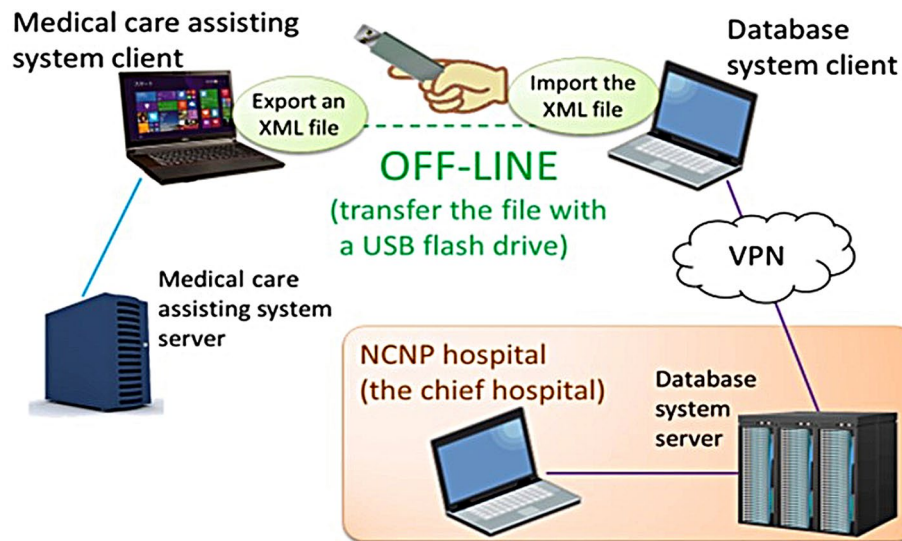 Medical care assisting
system client
Export an
XML file
Import the
XML file
Database
system client
OFF-LINE
(transfer the file with
a USB flash drive)
VPN
Medical care
assisting system
server
NCNP hospital
(the chief hospital)
Database
system
server